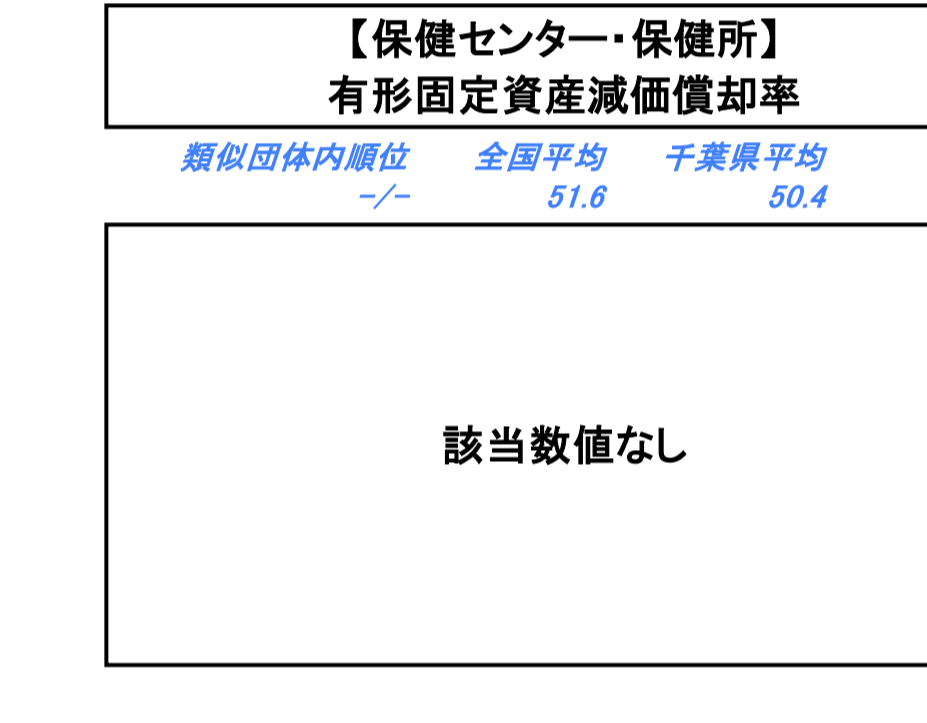 【保健センター・保健所】
有形固定資産減価償却率
類似団体内順位 全国平均 千葉県平均
-/- 51.6 50.4
該当数値なし